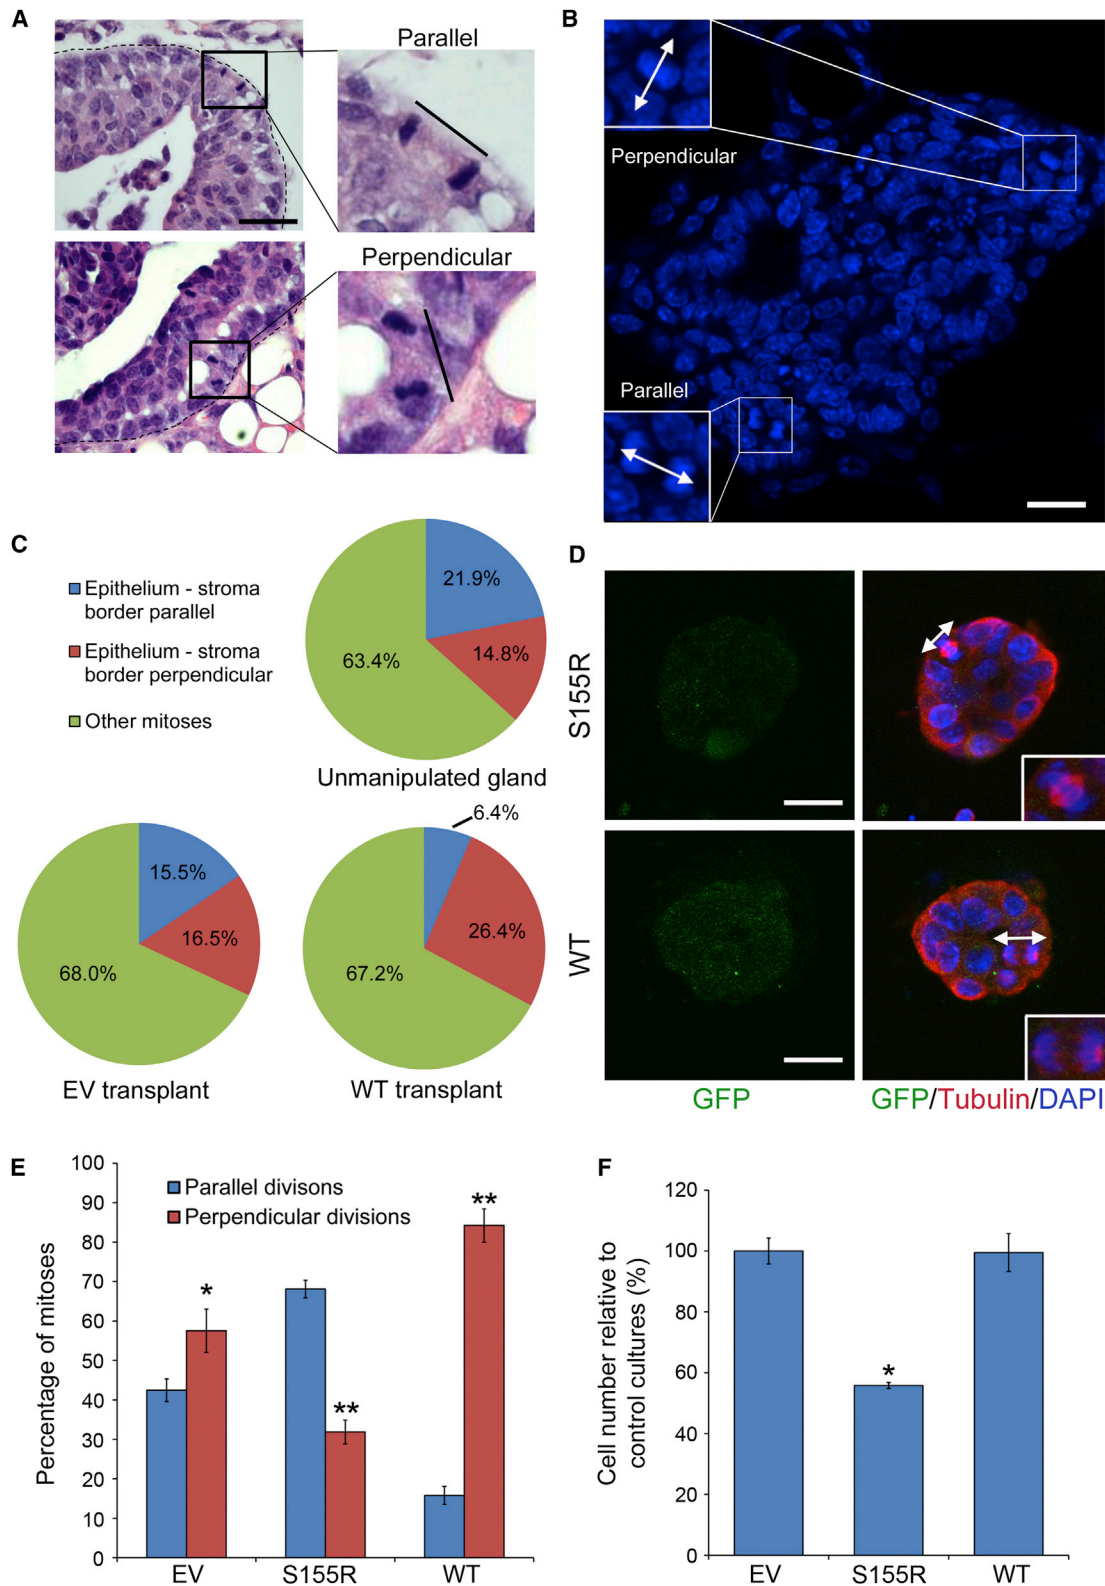 A
Parallel
Perpendicular
B
Perpendicular
Parallel
C
Epithelium - stroma
border parallel
Epithelium - stroma
border perpendicular
Other mitoses
21.9%
14.8%
63.4%
Unmanipulated gland
15.5%
16.5%
68.0%
EV transplant
6.4%
26.4%
67.2%
WT transplant
D
S155R
WT
GFP
GFP/Tubulin/DAPI
E
Percentage of mitoses
100
90
80
70
60
50
40
30
20
10
0
Parallel divisons
Perpendicular divisions
*
**
**
EV
S155R
WT
F
Cell number relative to
control cultures (%)
120
100
80
60
40
20
0
*
EV
S155R
WT